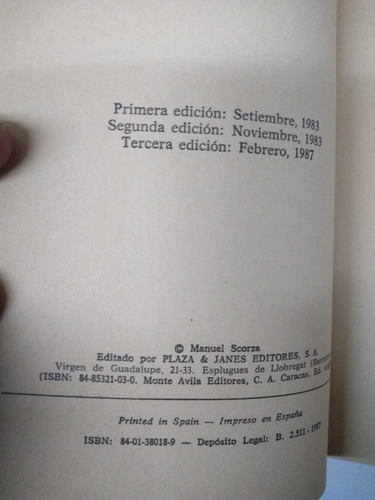 Primera edición: Setiembre, 1983
Segunda edición: Noviembre, 1983
Tercera edición: Febrero, 1987
© Manuel Scorza
Editado por PLAZA & JANES EDITORES, S. A.
Virgen de Guadalupe, 21-33. Esplugues de Llobregat
(ISBN: 84-85321-03-0. Monte Avila Editores, C. A. Caracas. Ed.
Printed in Spain — Impreso en España
ISBN: 84-01-38018-9 — Depósito Legal: B. 2.511 - 1987